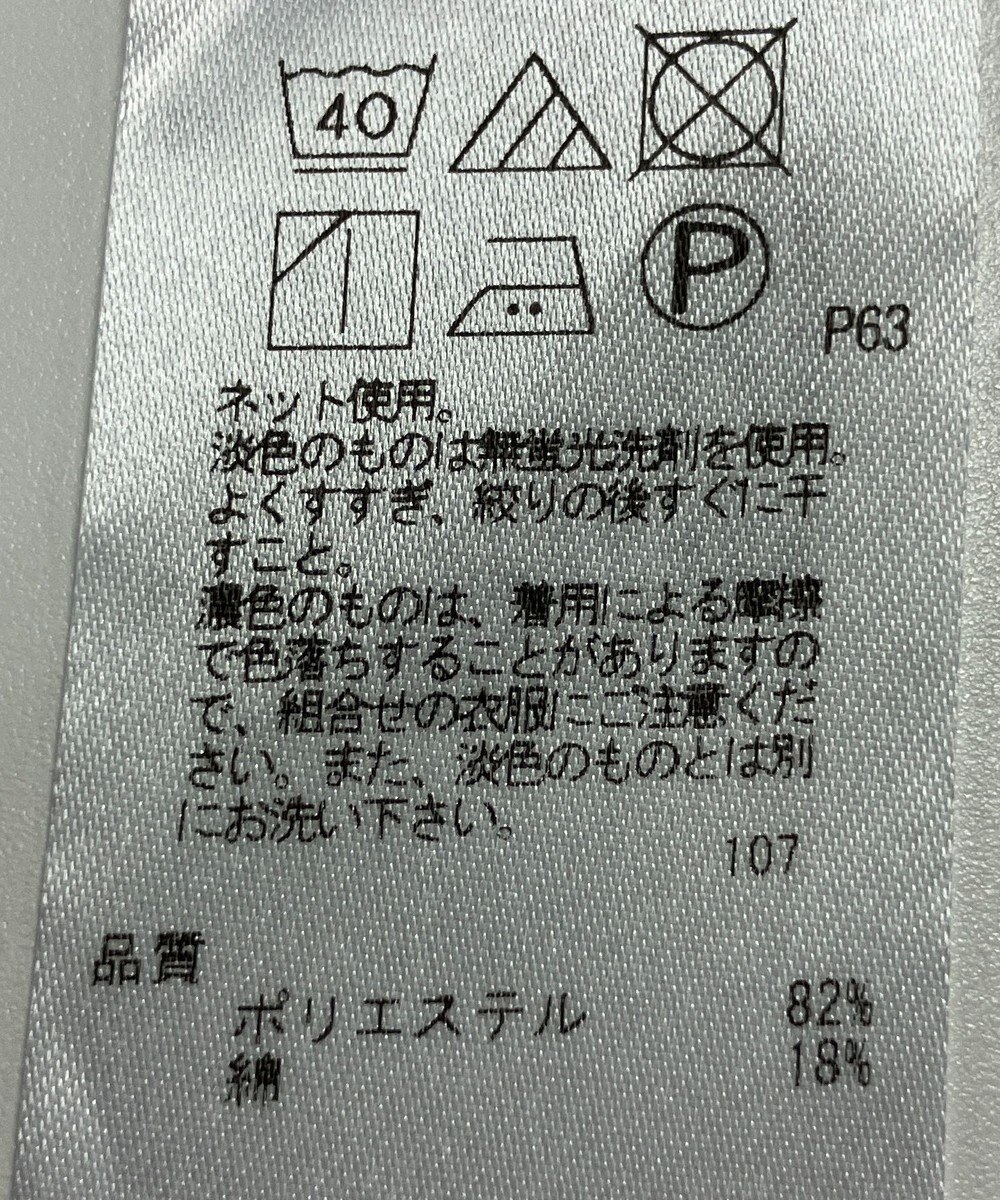 40
P
P63
ネット使用。
淡色のものは無蛍光洗剤を使用。
よくすすぎ、絞りの後すぐに干
すこと。
濃色のものは、着用による摩擦
で色落ちすることがありますの
で、組合せの衣服にご注意くだ
さい。また、淡色のものとは別
にお洗い下さい。
107
品質
ポリエステル 82%
綿 18%